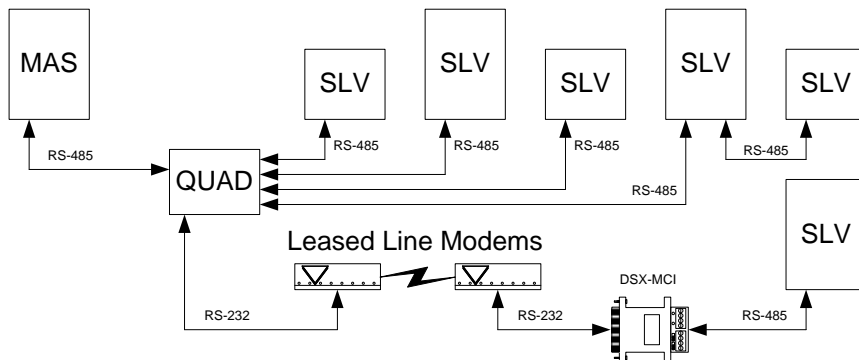 MAS
SLV
SLV
SLV
SLV
SLV
RS-485
RS-485
RS-485
RS-485
RS-485
QUAD
RS-485
SLV
Leased Line Modems
DSX-MCI
RS-232
RS-232
RS-485